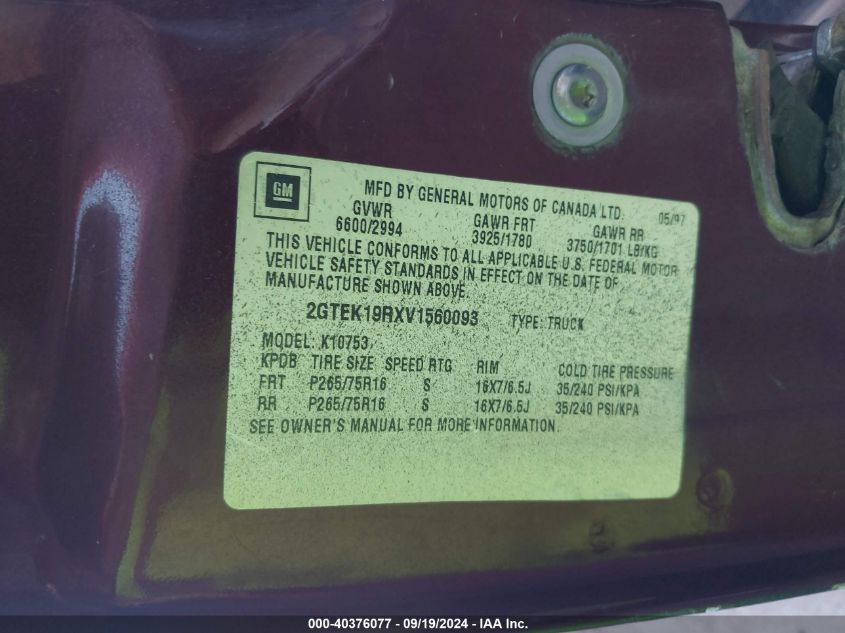 GM
MFD BY GENERAL MOTORS OF CANADA LTD. 05/97
GVWR GAWR FRT GAWR RR
6600/2994 3925/1780 3750/1701 LB/KG
THIS VEHICLE CONFORMS TO ALL APPLICABLE U.S. FEDERAL MOTOR
VEHICLE SAFETY STANDARDS IN EFFECT ON THE DATE OF
MANUFACTURE SHOWN ABOVE.
2GTEK19RXV1560093 TYPE: TRUCK
MODEL: K10753
KPDB TIRE SIZE SPEED RTG RIM COLD TIRE PRESSURE
FRT P265/75R16 S 16X7/6.5J 35/240 PSI/KPA
RR P265/75R16 S 16X7/6.5J 35/240 PSI/KPA
SEE OWNER'S MANUAL FOR MORE INFORMATION.
000-40376077 - 09/19/2024 - IAA Inc.